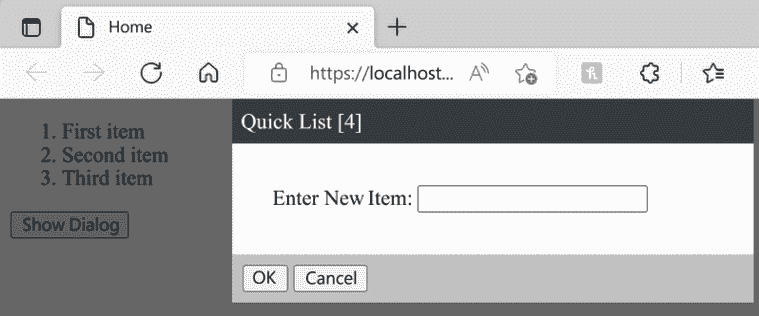 Home
https://localhost...
1. First item
2. Second item
3. Third item
Show Dialog
Quick List [4]
Enter New Item:
OK Cancel